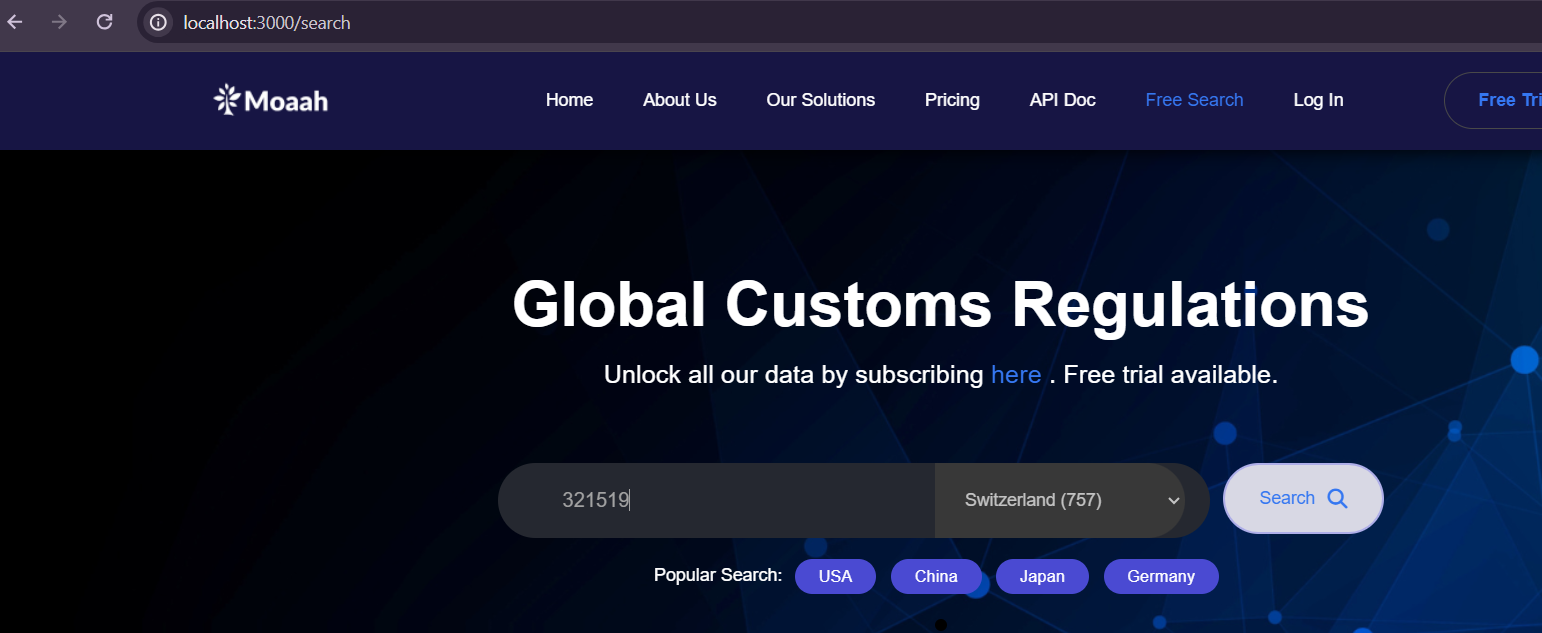 localhost:3000/search
Moaah
Home About Us Our Solutions Pricing API Doc Free Search Log In Free Tri
Global Customs Regulations
Unlock all our data by subscribing here . Free trial available.
321519 Switzerland (757) Search
Popular Search: USA China Japan Germany